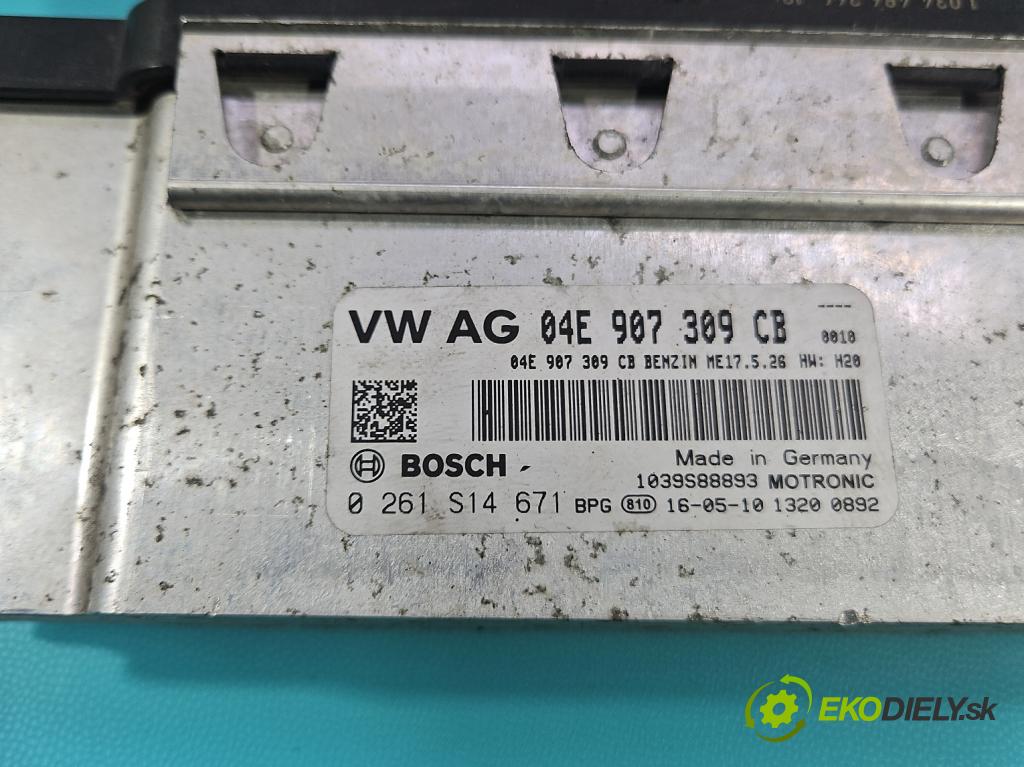 ----
VW AG 04E 907 309 CB 0010
04E 907 309 CB BENZIN ME17.5.26 HW: H20
BOSCH
Made in Germany
1039S88893 MOTRONIC
0 261 S14 671 BPG 810 16-05-10 1320 0892
EKODIELY.sk